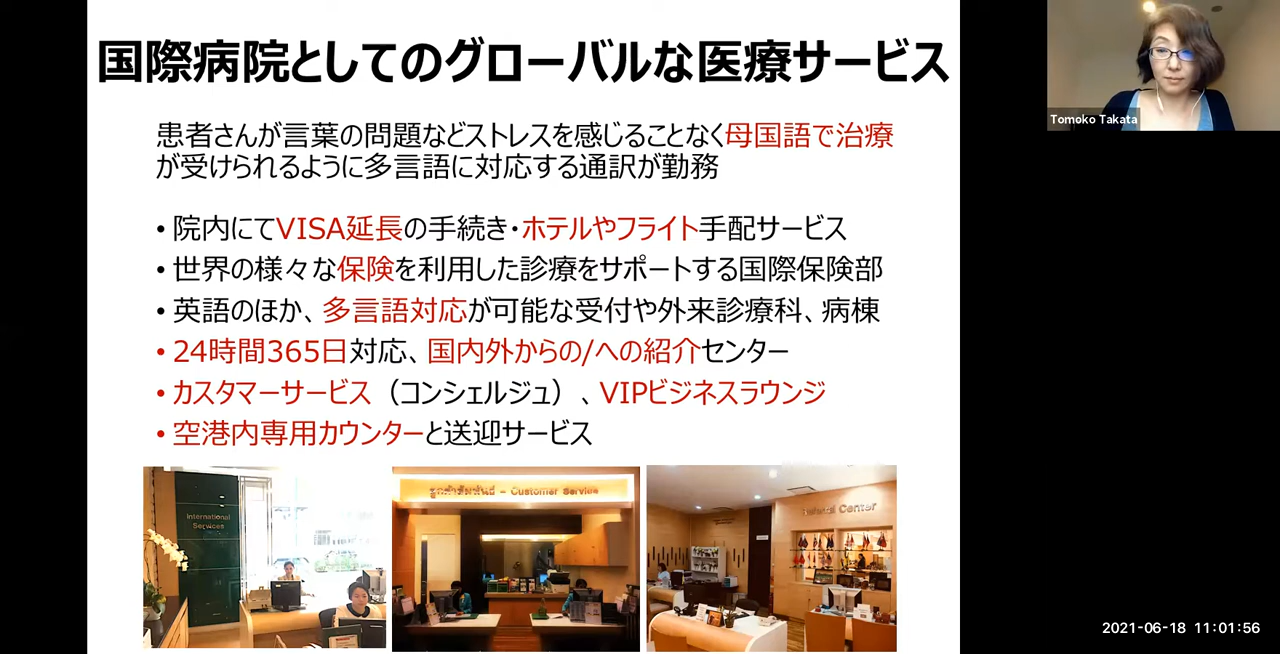 国際病院としてのグローバルな医療サービス
患者さんが言葉の問題などストレスを感じることなく母国語で治療
が受けられるように多言語に対応する通訳が勤務
• 院内にてVISA延長の手続き・ホテルやフライト手配サービス
• 世界の様々な保険を利用した診療をサポートする国際保険部
• 英語のほか、多言語対応が可能な受付や外来診療科、病棟
• 24時間365日対応、国内外からの/への紹介センター
• カスタマーサービス（コンシェルジュ）、VIPビジネスラウンジ
• 空港内専用カウンターと送迎サービス
International
Services
ลูกค้าสัมพันธ์ - Customer Service
Referral Center
Tomoko Takata
2021-06-18 11:01:56